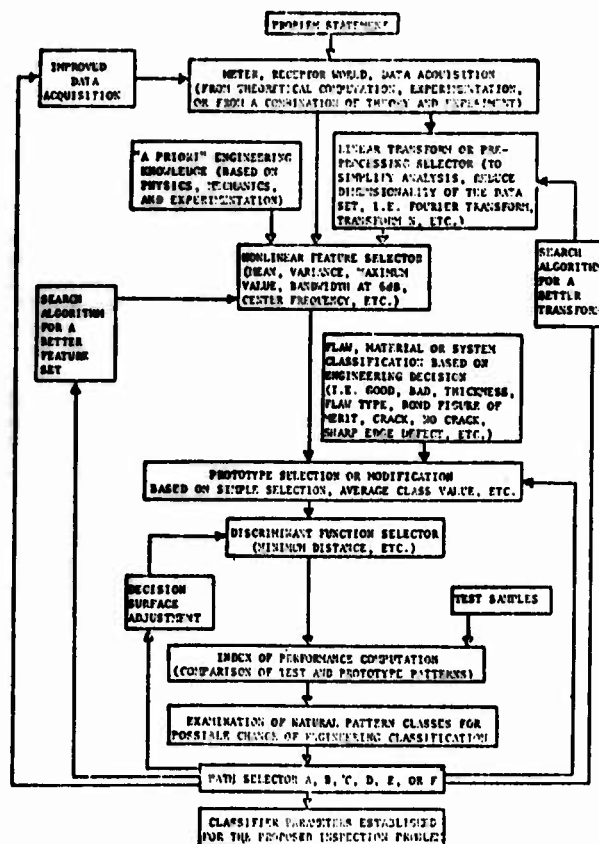 PROBLEM STATEMENT
IMPROVED
DATA
ACQUISITION
METER, RECEPTOR WORLD, DATA ACQUISITION
(FROM THEORETICAL COMPUTATION, EXPERIMENTATION,
OR FROM A COMBINATION OF THEORY AND EXPERIMENT)
"A PRIORI" ENGINEERING
KNOWLEDGE (BASED ON
PHYSICS, MECHANICS,
AND EXPERIMENTATION)
LINEAR TRANSFORM OR PRE-
PROCESSING SELECTOR (TO
SIMPLIFY ANALYSIS, REDUCE
DIMENSIONALITY OF THE DATA
SET, I.E. FOURIER TRANSFORM,
TRANSFORM N, ETC.)
NONLINEAR FEATURE SELECTOR
(MEAN, VARIANCE, MAXIMUM
VALUE, BANDWIDTH AT 6dB,
CENTER FREQUENCY, ETC.)
SEARCH
ALGORITHM
FOR A
BETTER
TRANSFORM
SEARCH
ALGORITHM
FOR A
BETTER
FEATURE
SET
FLAW, MATERIAL OR SYSTEM
CLASSIFICATION BASED ON
ENGINEERING DECISION
(I.E. GOOD, BAD, THICKNESS,
FLAW TYPE, BOND FIGURE OF
MERIT, CRACK, NO CRACK,
SHARP EDGE DEFECT, ETC.)
PROTOTYPE SELECTION OR MODIFICATION
BASED ON SIMPLE SELECTION, AVERAGE CLASS VALUE, ETC.
DISCRIMINANT FUNCTION SELECTOR
(MINIMUM DISTANCE, ETC.)
DECISION
SURFACE
ADJUSTMENT
TEST SAMPLES
INDEX OF PERFORMANCE COMPUTATION
(COMPARISON OF TEST AND PROTOTYPE PATTERNS)
EXAMINATION OF NATURAL PATTERN CLASSES FOR
POSSIBLE CHANGE OF ENGINEERING CLASSIFICATION
PATH SELECTOR A, B, C, D, E, OR F
CLASSIFIER PARAMETERS ESTABLISHED
FOR THE PROPOSED INSPECTION PROBLEM